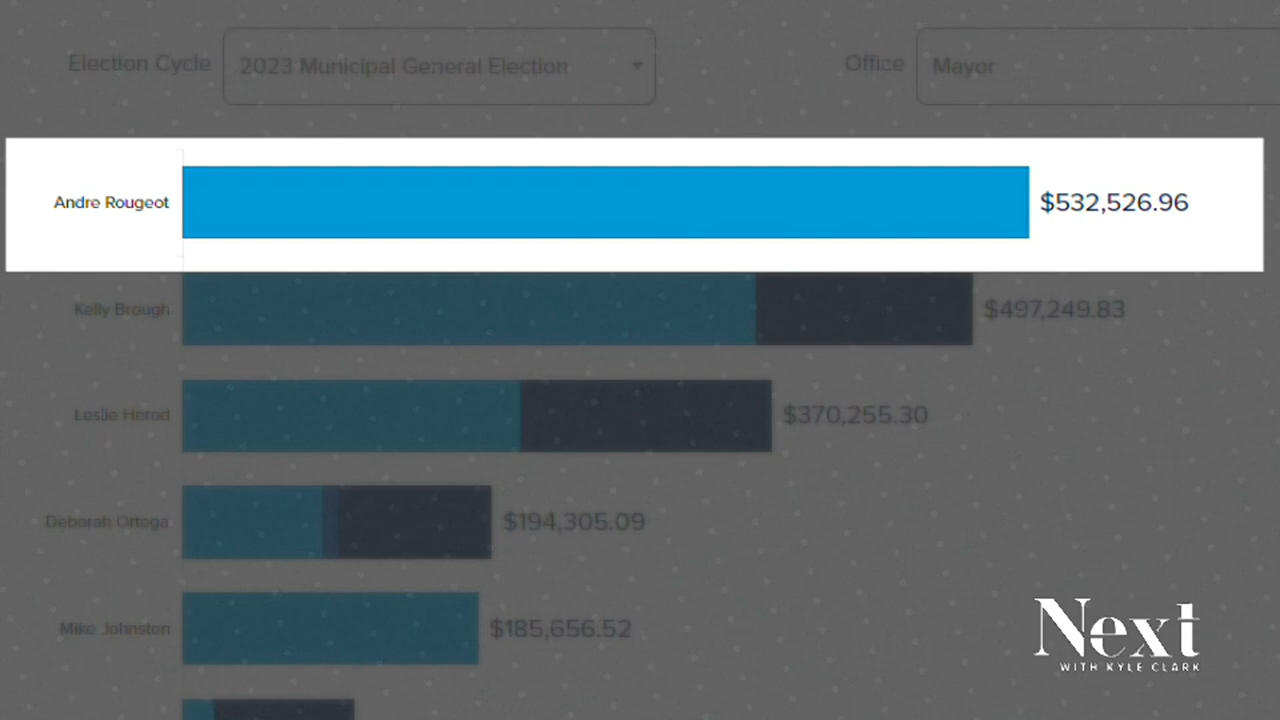 Election Cycle 2023 Municipal General Election Office Mayor
Andre Rougeot $532,526.96
Kelly Brough $497,249.83
Leslie Herod $370,255.30
Deborah Ortega $194,305.09
Mike Johnston $185,656.52
Next
WITH KYLE CLARK